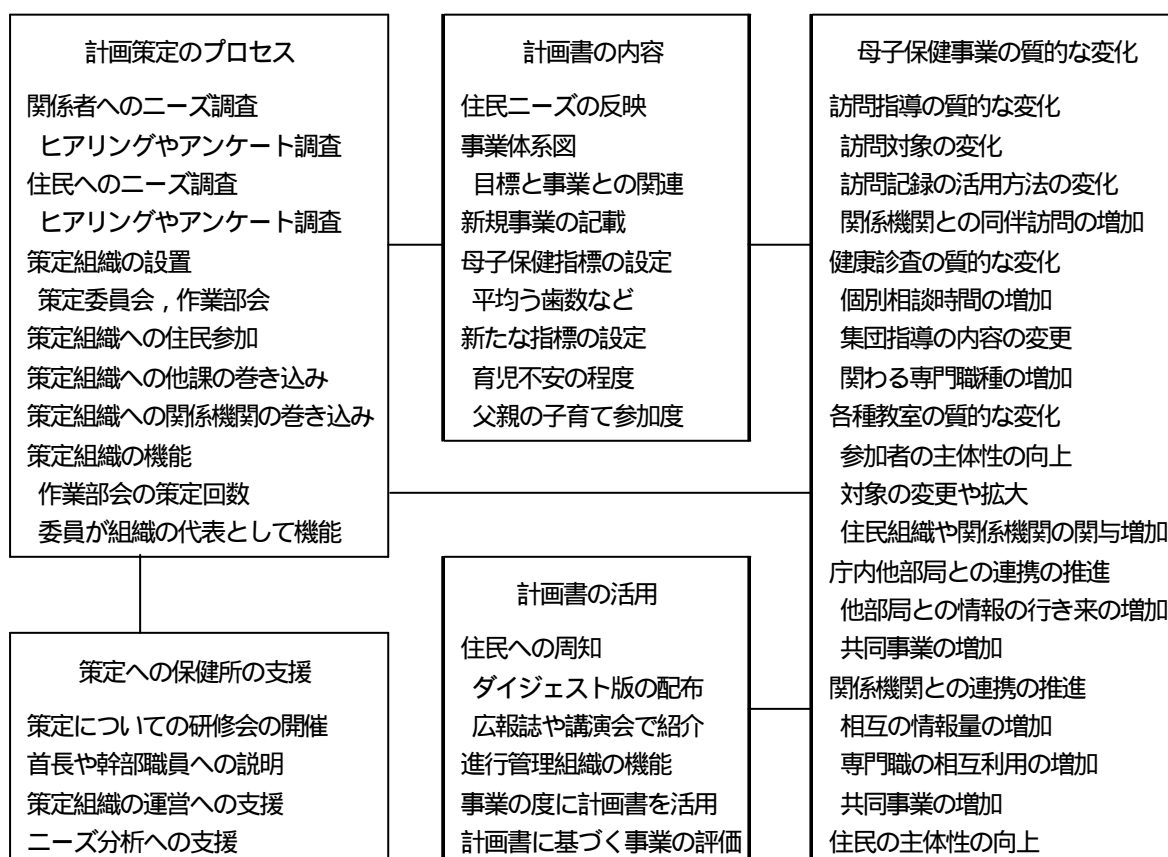 計画策定のプロセス
関係者へのニーズ調査
ヒアリングやアンケート調査
住民へのニーズ調査
ヒアリングやアンケート調査
策定組織の設置
策定委員会，作業部会
策定組織への住民参加
策定組織への他課の巻き込み
策定組織への関係機関の巻き込み
策定組織の機能
作業部会の策定回数
委員が組織の代表として機能
策定への保健所の支援
策定についての研修会の開催
首長や幹部職員への説明
策定組織の運営への支援
ニーズ分析への支援
計画書の内容
住民ニーズの反映
事業体系図
目標と事業との関連
新規事業の記載
母子保健指標の設定
平均う歯数など
新たな指標の設定
育児不安の程度
父親の子育て参加度
計画書の活用
住民への周知
ダイジェスト版の配布
広報誌や講演会で紹介
進行管理組織の機能
事業の度に計画書を活用
計画書に基づく事業の評価
母子保健事業の質的な変化
訪問指導の質的な変化
訪問対象の変化
訪問記録の活用方法の変化
関係機関との同伴訪問の増加
健康診査の質的な変化
個別相談時間の増加
集団指導の内容の変更
関わる専門職種の増加
各種教室の質的な変化
参加者の主体性の向上
対象の変更や拡大
住民組織や関係機関の関与増加
庁内他部局との連携の推進
他部局との情報の行き来の増加
共同事業の増加
関係機関との連携の推進
相互の情報量の増加
専門職の相互利用の増加
共同事業の増加
住民の主体性の向上